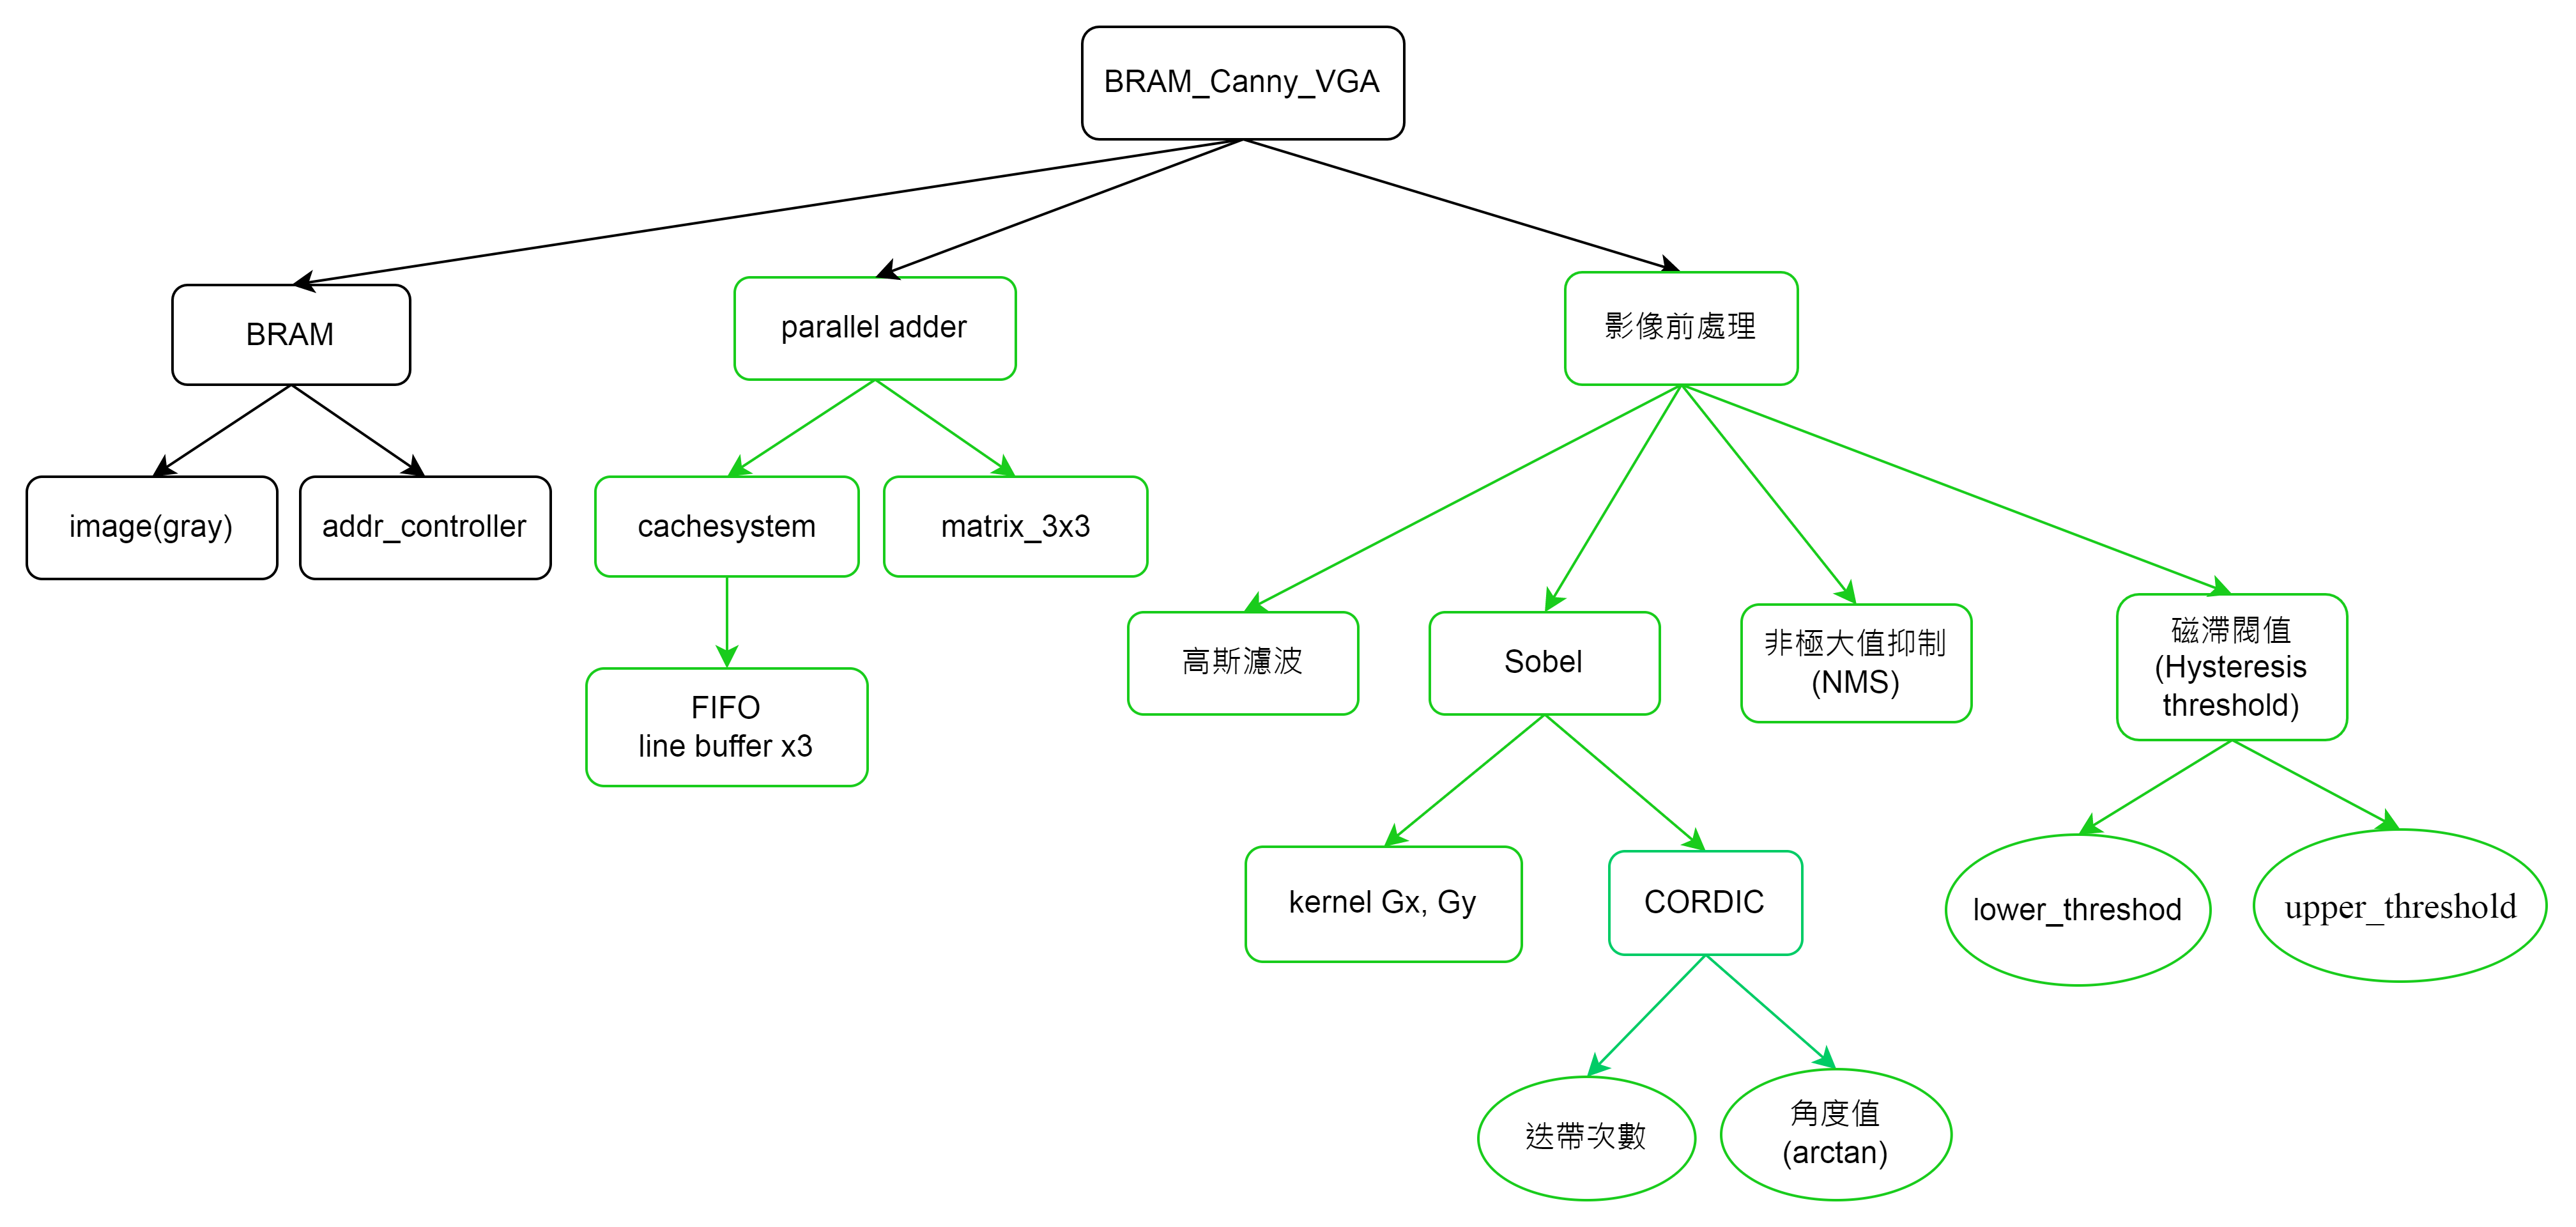 BRAM_Canny_VGA
BRAM
parallel adder
影像前處理
image(gray)
addr_controller
cachesystem
matrix_3x3
高斯濾波
Sobel
非極大值抑制
(NMS)
磁滯閥值
(Hysteresis
threshold)
FIFO
line buffer x3
kernel Gx, Gy
CORDIC
lower_threshod
upper_threshold
迭帶次數
角度值
(arctan)